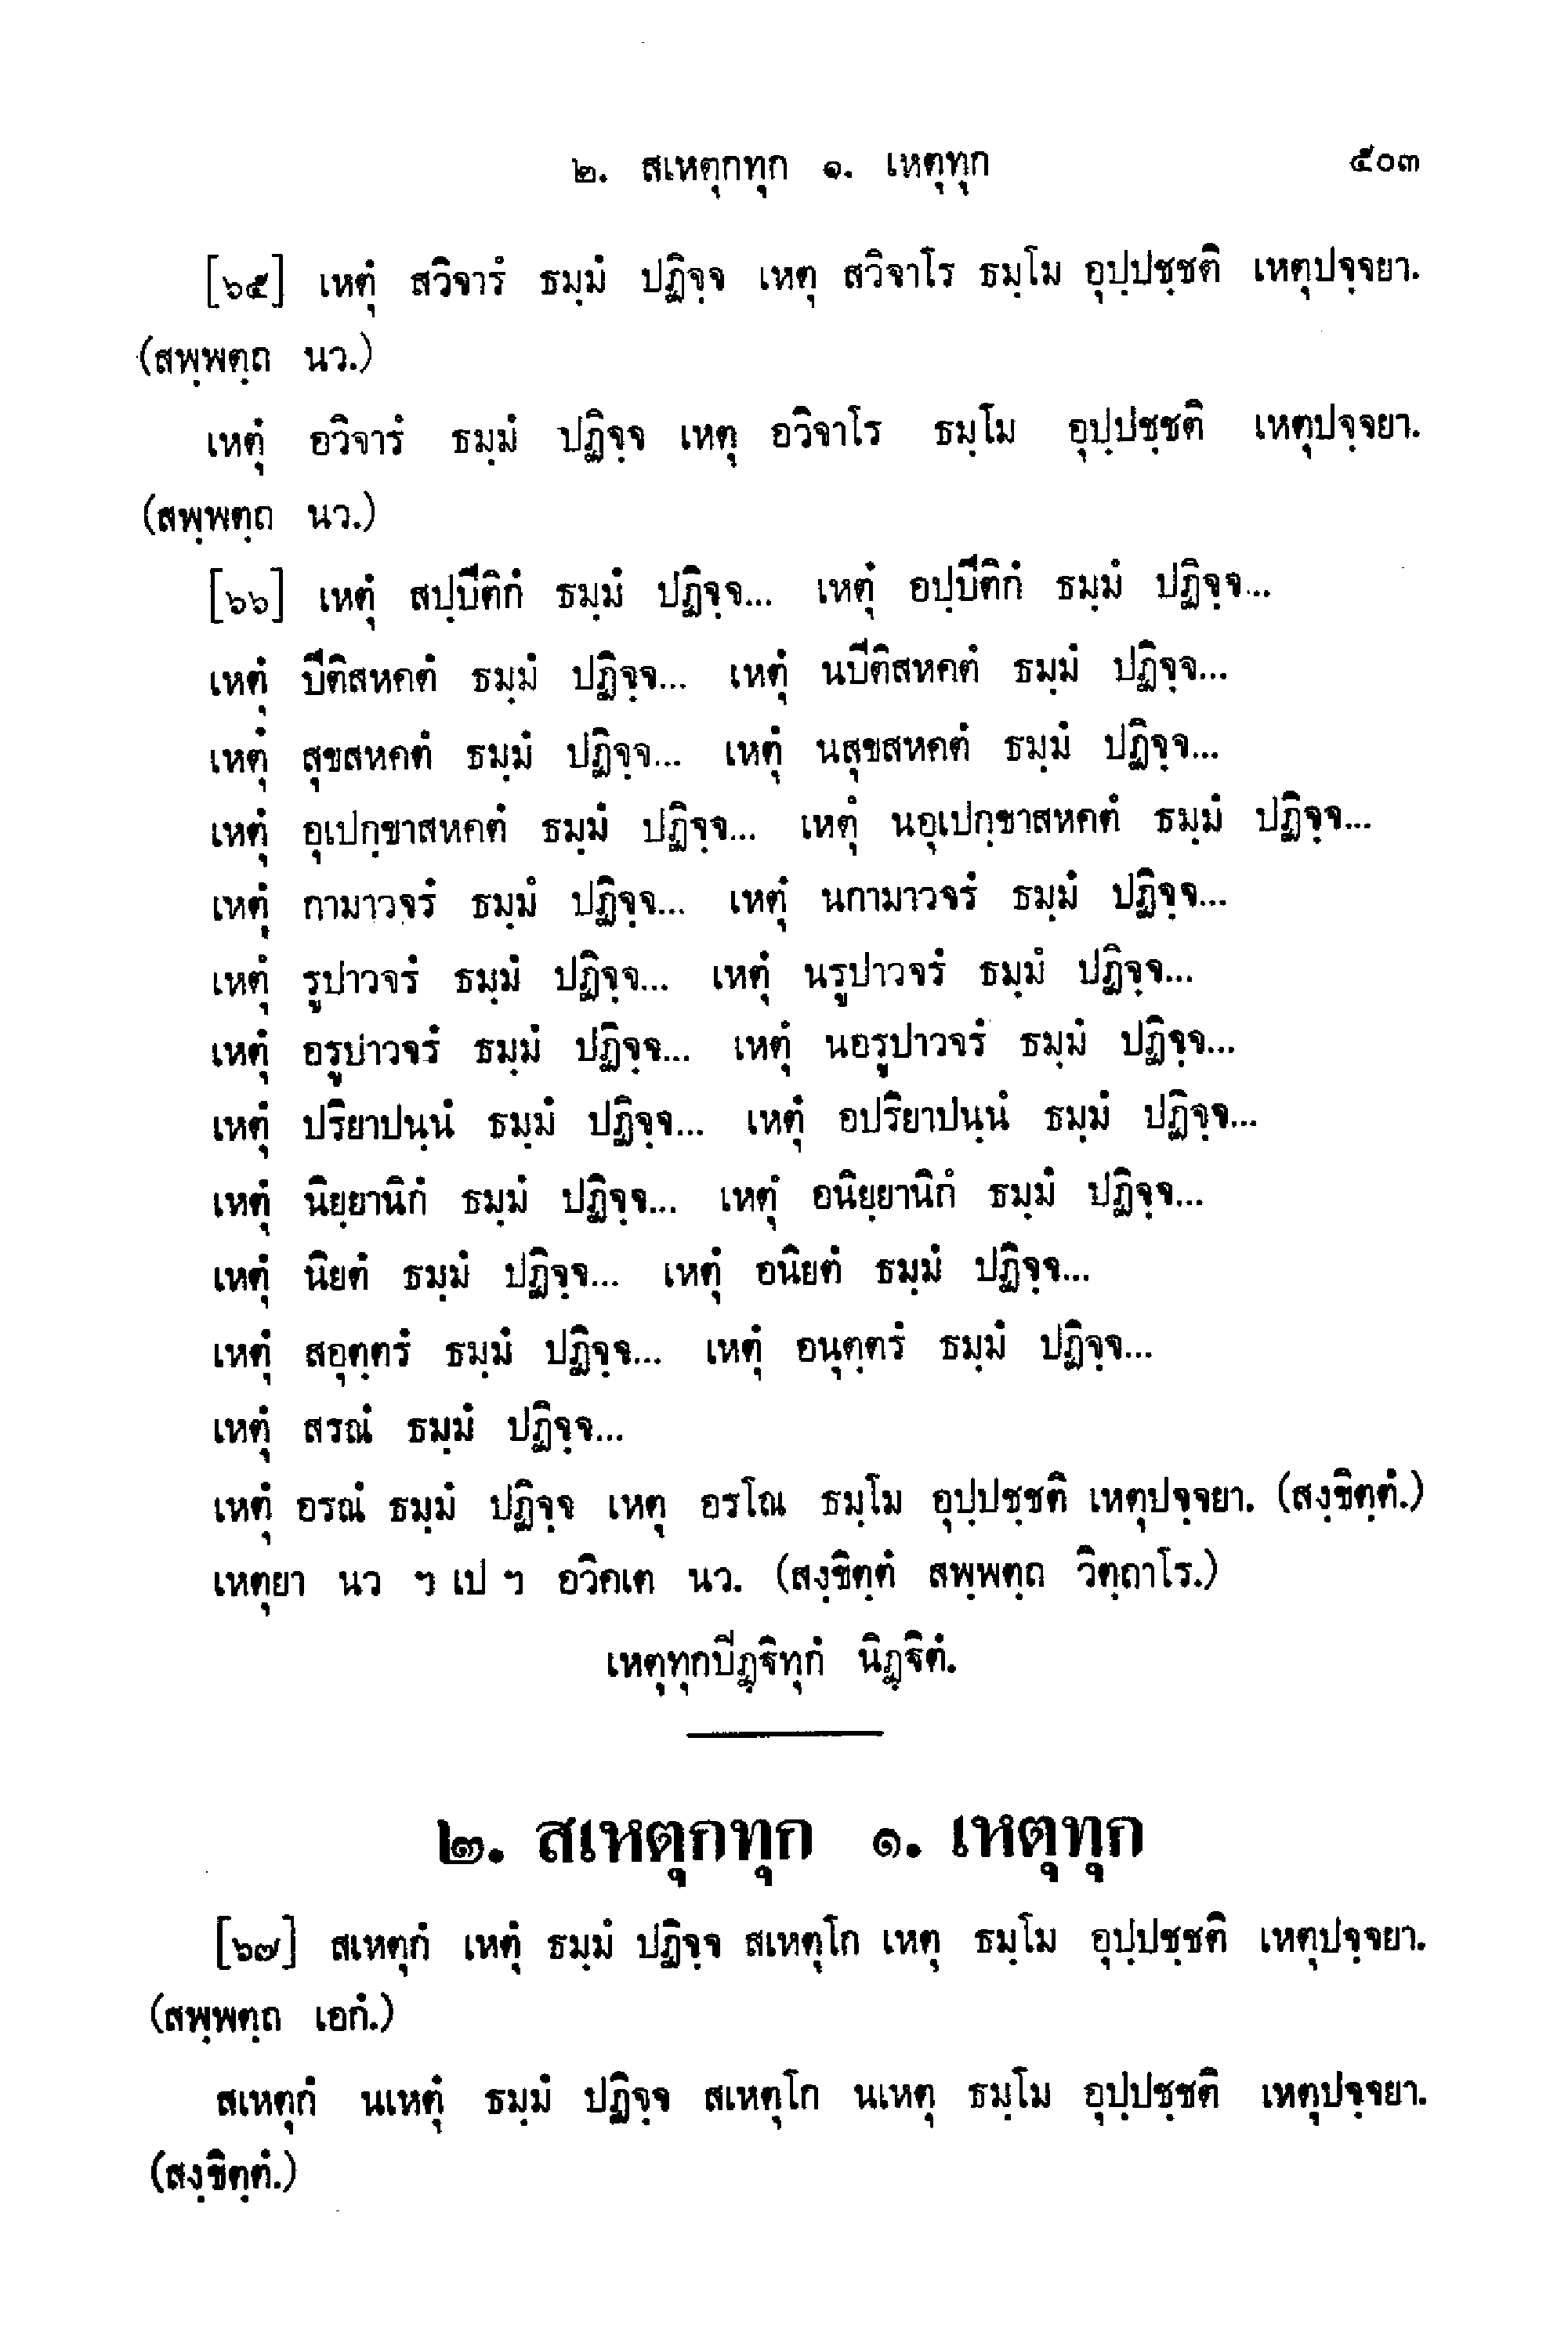 ๒. สเหตุกทุก ๑. เหตุทุก ๕๐๓
[๖๕] เหตุํ สวิจารํ ธมฺมํ ปฏิจฺจ เหตุ สวิจาโร ธมฺโม อุปฺปชฺชติ เหตุปจฺจยา.
(สพฺพตฺถ นว.)
เหตุํ อวิจารํ ธมฺมํ ปฏิจฺจ เหตุ อวิจาโร ธมฺโม อุปฺปชฺชติ เหตุปจฺจยา.
(สพฺพตฺถ นว.)
[๖๖] เหตุํ สปฺปีติกํ ธมฺมํ ปฏิจฺจ... เหตุํ อปฺปีติกํ ธมฺมํ ปฏิจฺจ...
เหตุํ ปีติสหคตํ ธมฺมํ ปฏิจฺจ... เหตุํ นปีติสหคตํ ธมฺมํ ปฏิจฺจ...
เหตุํ สุขสหคตํ ธมฺมํ ปฏิจฺจ... เหตุํ นสุขสหคตํ ธมฺมํ ปฏิจฺจ...
เหตุํ อุเปกฺขาสหคตํ ธมฺมํ ปฏิจฺจ... เหตุํ นอุเปกฺขาสหคตํ ธมฺมํ ปฏิจฺจ...
เหตุํ กามาวจรํ ธมฺมํ ปฏิจฺจ... เหตุํ นกามาวจรํ ธมฺมํ ปฏิจฺจ...
เหตุํ รูปาวจรํ ธมฺมํ ปฏิจฺจ... เหตุํ นรูปาวจรํ ธมฺมํ ปฏิจฺจ...
เหตุํ อรูปาวจรํ ธมฺมํ ปฏิจฺจ... เหตุํ นอรูปาวจรํ ธมฺมํ ปฏิจฺจ...
เหตุํ ปริยาปนฺนํ ธมฺมํ ปฏิจฺจ... เหตุํ อปริยาปนฺนํ ธมฺมํ ปฏิจฺจ...
เหตุํ นิยฺยานิกํ ธมฺมํ ปฏิจฺจ... เหตุํ อนิยฺยานิกํ ธมฺมํ ปฏิจฺจ...
เหตุํ นิยตํ ธมฺมํ ปฏิจฺจ... เหตุํ อนิยตํ ธมฺมํ ปฏิจฺจ...
เหตุํ สอุตฺตรํ ธมฺมํ ปฏิจฺจ... เหตุํ อนุตฺตรํ ธมฺมํ ปฏิจฺจ...
เหตุํ สรณํ ธมฺมํ ปฏิจฺจ...
เหตุํ อรณํ ธมฺมํ ปฏิจฺจ เหตุ อรโณ ธมฺโม อุปฺปชฺชติ เหตุปจฺจยา. (สงฺขิตฺตํ.)
เหตุยา นว ฯ เป ฯ อวิคเต นว. (สงฺขิตฺตํ สพฺพตฺถ วิตฺถาโร.)
เหตุทุกปิฏฺฐิทุกํ นิฏฺฐิตํ.
๒. สเหตุกทุก ๑. เหตุทุก
[๖๗] สเหตุกํ เหตุํ ธมฺมํ ปฏิจฺจ สเหตุโก เหตุ ธมฺโม อุปฺปชฺชติ เหตุปจฺจยา.
(สพฺพตฺถ เอกํ.)
สเหตุกํ นเหตุํ ธมฺมํ ปฏิจฺจ สเหตุโก นเหตุ ธมฺโม อุปฺปชฺชติ เหตุปจฺจยา.
(สงฺขิตฺตํ.)